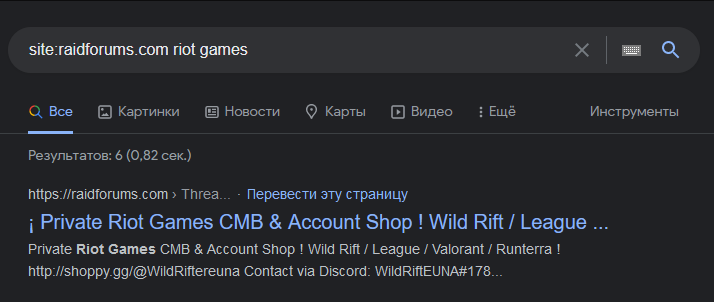 site:raidforums.com riot games
Все Картинки Новости Карты Видео Ещё Инструменты
Результатов: 6 (0,82 сек.)
https://raidforums.com › Threa... · Перевести эту страницу
¡ Private Riot Games CMB & Account Shop ! Wild Rift / League ...
Private Riot Games CMB & Account Shop ! Wild Rift / League / Valorant / Runterra !
http://shoppy.gg/@WildRiftereuna Contact via Discord: WildRiftEUNA#178...